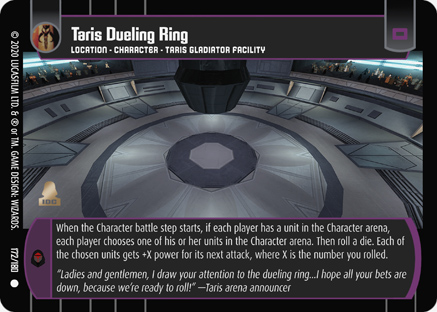 Taris Dueling Ring
LOCATION - CHARACTER - TARIS GLADIATOR FACILITY
When the Character battle step starts, if each player has a unit in the Character arena,
each player chooses one of his or her units in the Character arena. Then roll a die. Each of
the chosen units gets +X power for its next attack, where X is the number you rolled.
“Ladies and gentlemen, I draw your attention to the dueling ring...I hope all your bets are
down, because we're ready to roll!” —Taris arena announcer
© 2020 LUCASFILM LTD. & ® or TM. GAME DESIGN: WIZARDS.
172/180